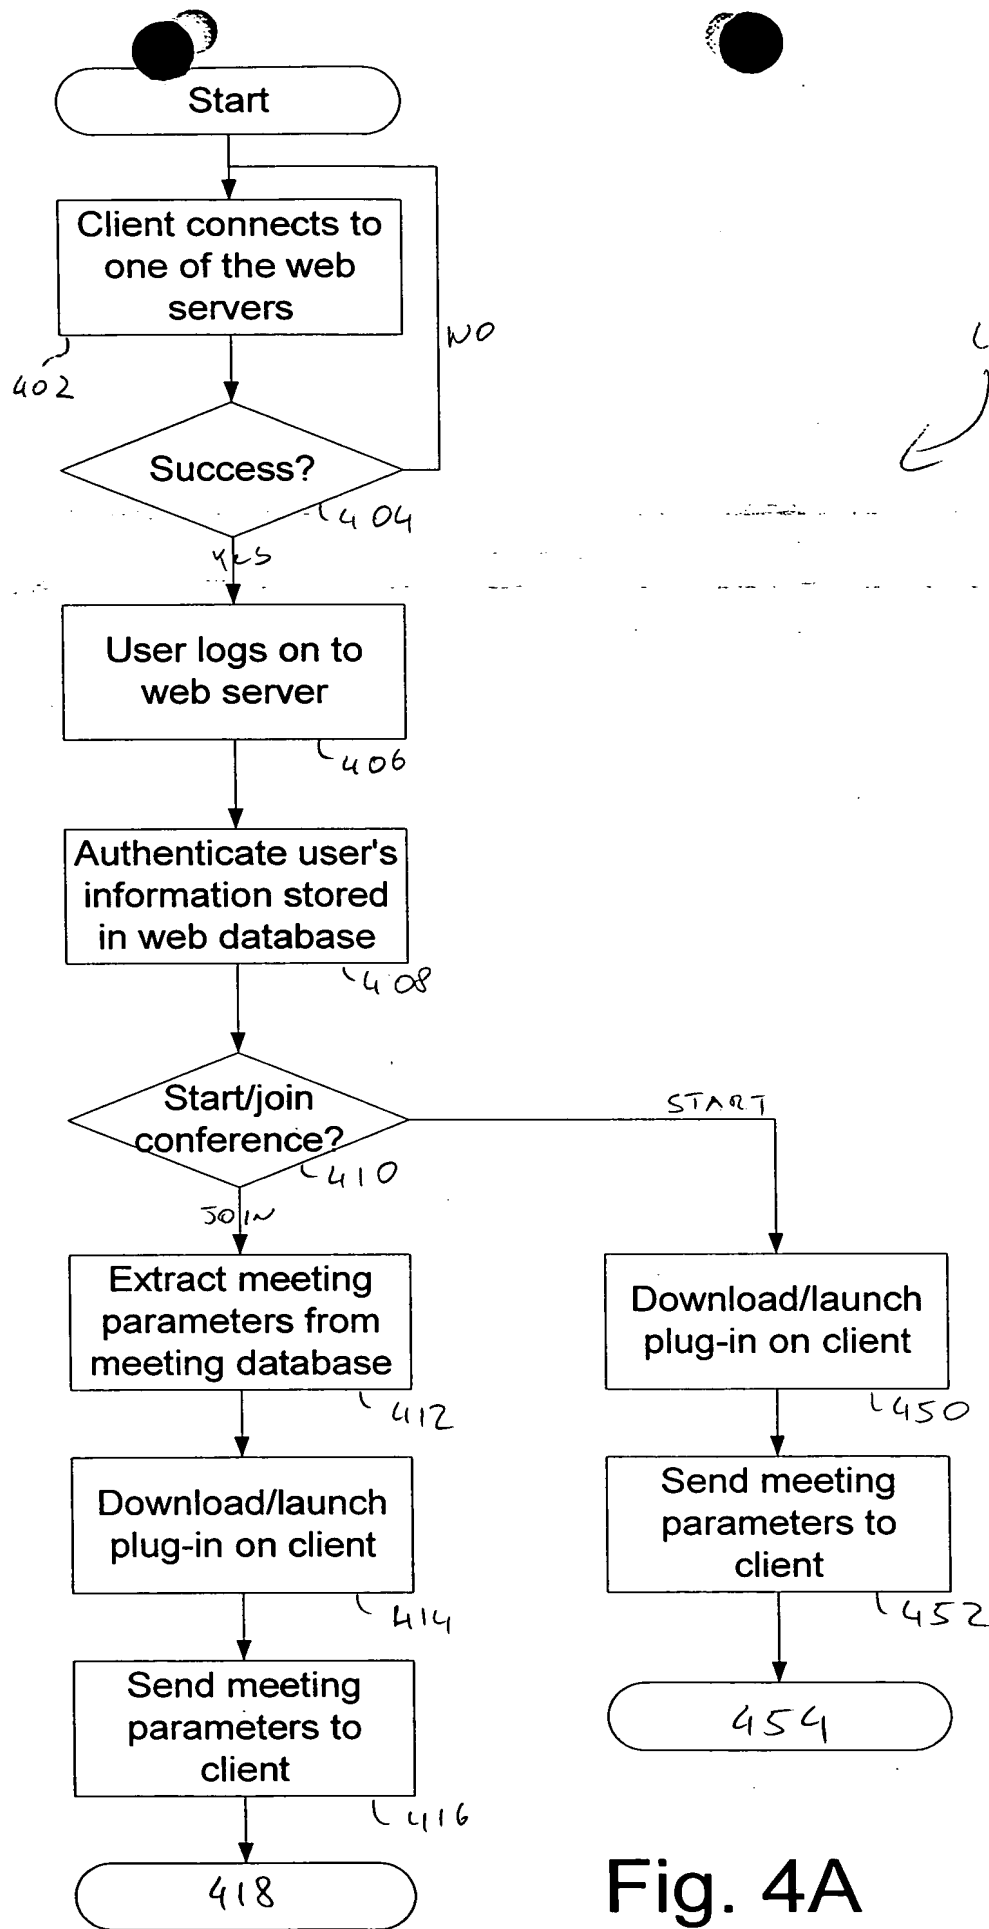 Start
Client connects to
one of the web
servers
NO
402
Success?
404
YES
User logs on to
web server
406
Authenticate user's
information stored
in web database
408
Start/join
conference?
START
410
JOIN
Extract meeting
parameters from
meeting database
412
Download/launch
plug-in on client
450
Download/launch
plug-in on client
414
Send meeting
parameters to
client
452
Send meeting
parameters to
client
416
454
418
Fig. 4A